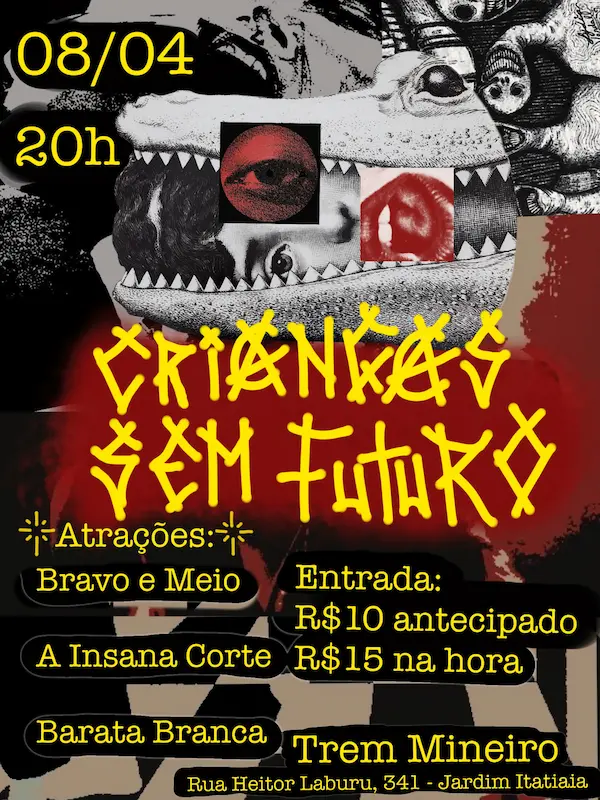 08/04
20h
CRIANÇAS
SEM FUTURO
Atrações:
Bravo e Meio
A Insana Corte
Barata Branca
Entrada:
R$10 antecipado
R$15 na hora
Trem Mineiro
Rua Heitor Laburu, 341 - Jardim Itatiaia